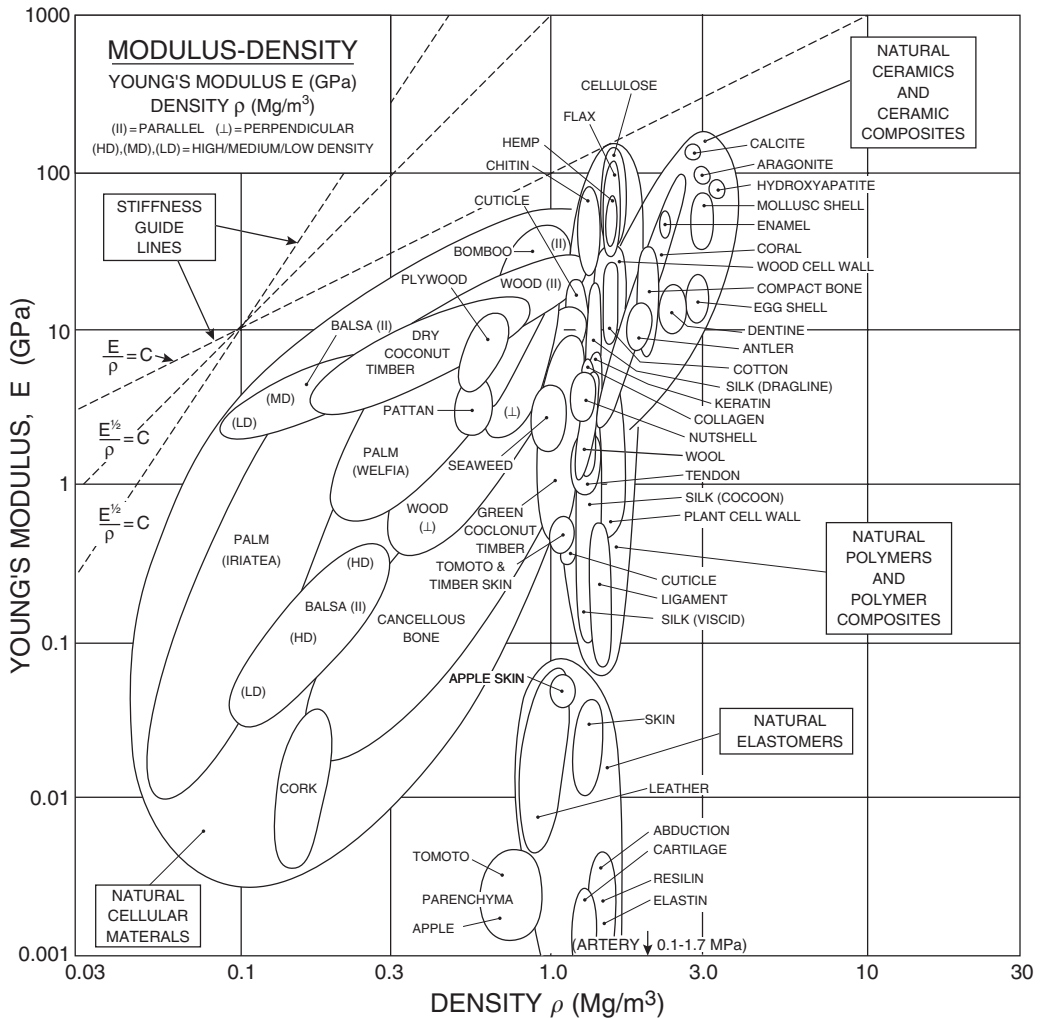 MODULUS-DENSITY
YOUNG'S MODULUS E (GPa)
DENSITY ρ (Mg/m³)
(II) = PARALLEL (⊥) = PERPENDICULAR
(HD),(MD),(LD) = HIGH/MEDIUM/LOW DENSITY
STIFFNESS
GUIDE
LINES
E/ρ = C
E^½/ρ = C
E^½/ρ = C
YOUNG'S MODULUS, E (GPa)
1000
100
10
1
0.1
0.01
0.001
0.03
0.1
0.3
1.0
3.0
10
30
DENSITY ρ (Mg/m³)
NATURAL
CERAMICS
AND
CERAMIC
COMPOSITES
CELLULOSE
FLAX
HEMP
CHITIN
CUTICLE
BOMBOO
(II)
PLYWOOD
WOOD (II)
BALSA (II)
DRY
COCONUT
TIMBER
(MD)
(LD)
PATTAN
(⊥)
PALM
(WELFIA)
SEAWEED
WOOD
(⊥)
GREEN
COCLONUT
TIMBER
TOMOTO &
TIMBER SKIN
PALM
(IRIATEA)
(HD)
BALSA (II)
(HD)
(LD)
CANCELLOUS
BONE
CORK
APPLE SKIN
CALCITE
ARAGONITE
HYDROXYAPATITE
MOLLUSC SHELL
ENAMEL
CORAL
WOOD CELL WALL
COMPACT BONE
EGG SHELL
DENTINE
ANTLER
COTTON
SILK (DRAGLINE)
KERATIN
COLLAGEN
NUTSHELL
WOOL
TENDON
SILK (COCOON)
PLANT CELL WALL
CUTICLE
LIGAMENT
SILK (VISCID)
NATURAL
POLYMERS
AND
POLYMER
COMPOSITES
SKIN
NATURAL
ELASTOMERS
LEATHER
ABDUCTION
CARTILAGE
RESILIN
ELASTIN
TOMOTO
PARENCHYMA
APPLE
(ARTERY 0.1-1.7 MPa)
NATURAL
CELLULAR
MATERALS